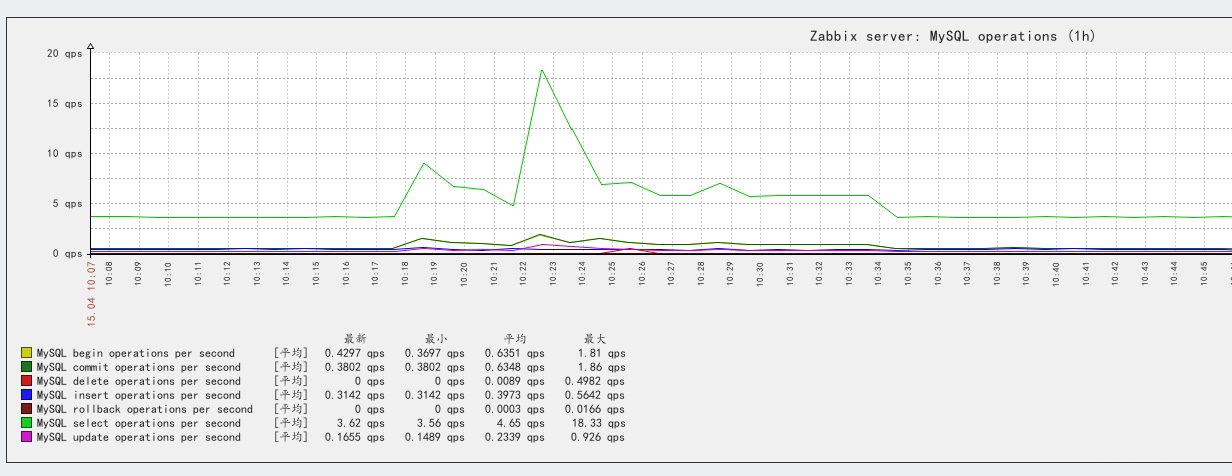 Zabbix server: MySQL operations (1h)
20 qps
15 qps
10 qps
5 qps
0 qps
15.04 10:07 10:08 10:09 10:10 10:11 10:12 10:13 10:14 10:15 10:16 10:17 10:18 10:19 10:20 10:21 10:22 10:23 10:24 10:25 10:26 10:27 10:28 10:29 10:30 10:31 10:32 10:33 10:34 10:35 10:36 10:37 10:38 10:39 10:40 10:41 10:42 10:43 10:44 10:45
最新 最小 平均 最大
MySQL begin operations per second [平均] 0.4297 qps 0.3697 qps 0.6351 qps 1.81 qps
MySQL commit operations per second [平均] 0.3802 qps 0.3802 qps 0.6348 qps 1.86 qps
MySQL delete operations per second [平均] 0 qps 0 qps 0.0089 qps 0.4982 qps
MySQL insert operations per second [平均] 0.3142 qps 0.3142 qps 0.3973 qps 0.5642 qps
MySQL rollback operations per second [平均] 0 qps 0 qps 0.0003 qps 0.0166 qps
MySQL select operations per second [平均] 3.62 qps 3.56 qps 4.65 qps 18.33 qps
MySQL update operations per second [平均] 0.1655 qps 0.1489 qps 0.2339 qps 0.926 qps